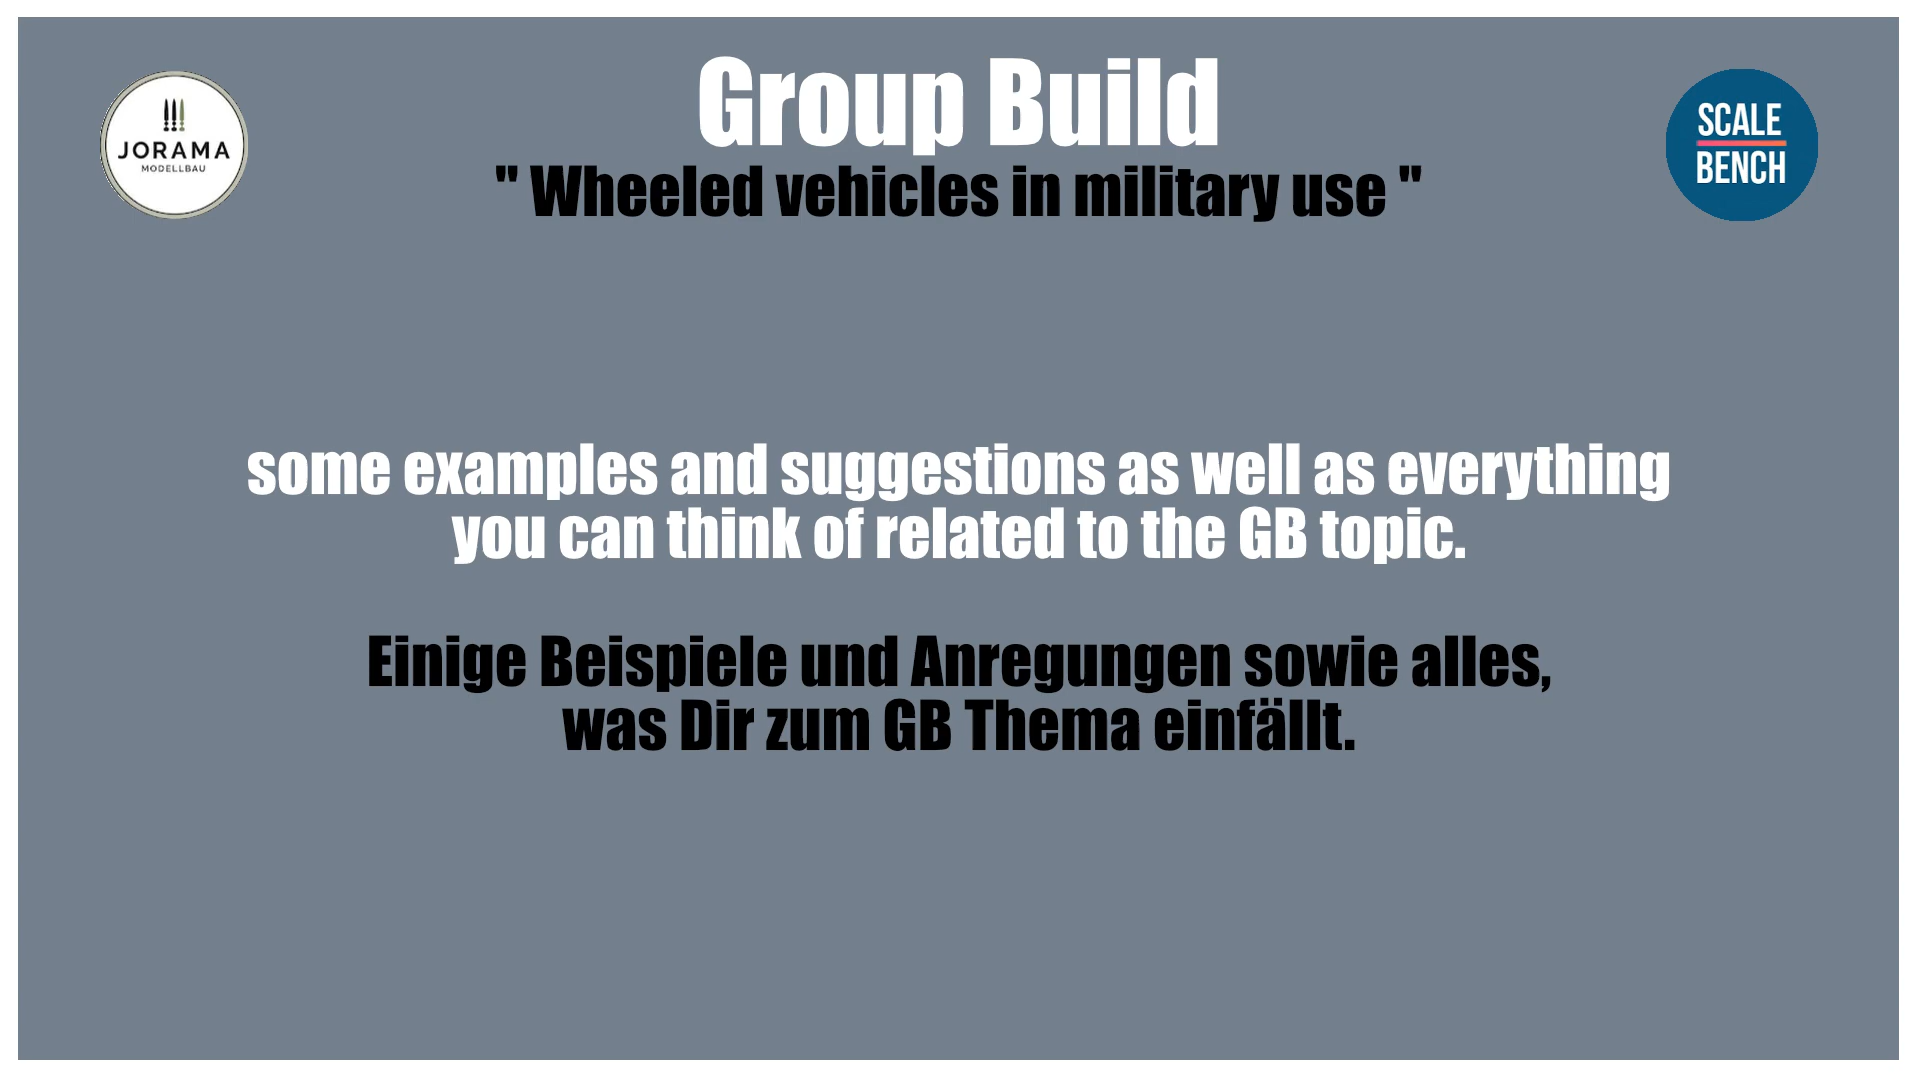 Group Build
" Wheeled vehicles in military use "
JORAMA
MODELLBAU
SCALE
BENCH
some examples and suggestions as well as everything
you can think of related to the GB topic.
Einige Beispiele und Anregungen sowie alles,
was Dir zum GB Thema einfällt.